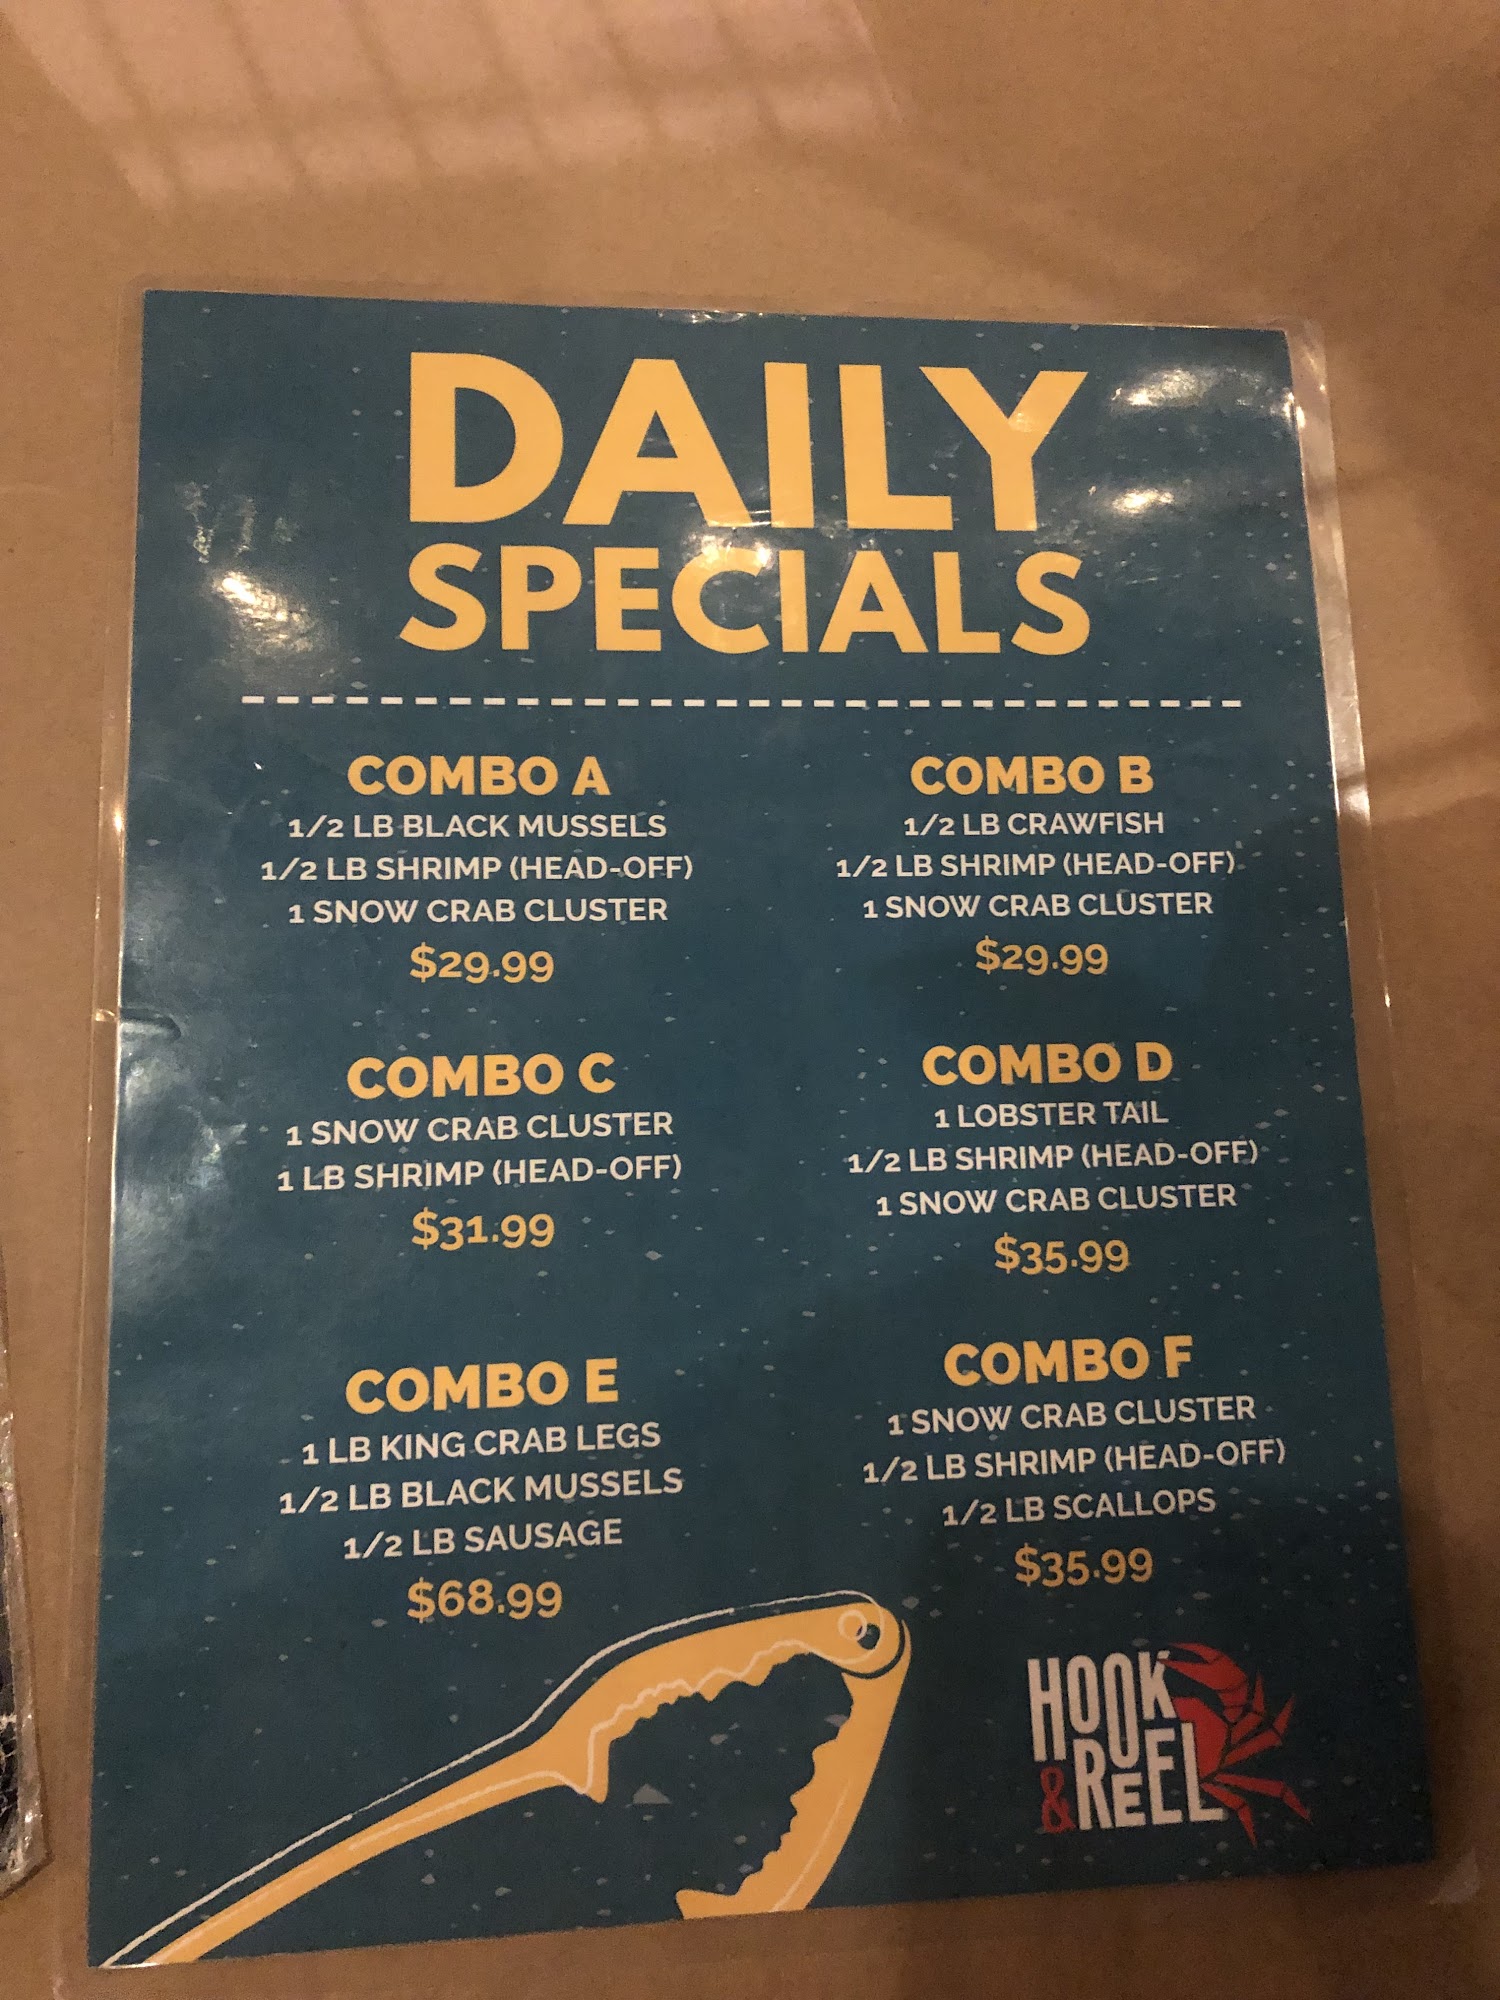 DAILY
SPECIALS
COMBO A
1/2 LB BLACK MUSSELS
1/2 LB SHRIMP (HEAD-OFF)
1 SNOW CRAB CLUSTER
$29.99
COMBO B
1/2 LB CRAWFISH
1/2 LB SHRIMP (HEAD-OFF)
1 SNOW CRAB CLUSTER
$29.99
COMBO C
1 SNOW CRAB CLUSTER
1 LB SHRIMP (HEAD-OFF)
$31.99
COMBO D
1 LOBSTER TAIL
1/2 LB SHRIMP (HEAD-OFF)
1 SNOW CRAB CLUSTER
$35.99
COMBO E
1 LB KING CRAB LEGS
1/2 LB BLACK MUSSELS
1/2 LB SAUSAGE
$68.99
COMBO F
1 SNOW CRAB CLUSTER
1/2 LB SHRIMP (HEAD-OFF)
1/2 LB SCALLOPS
$35.99
HOOK
& REEL